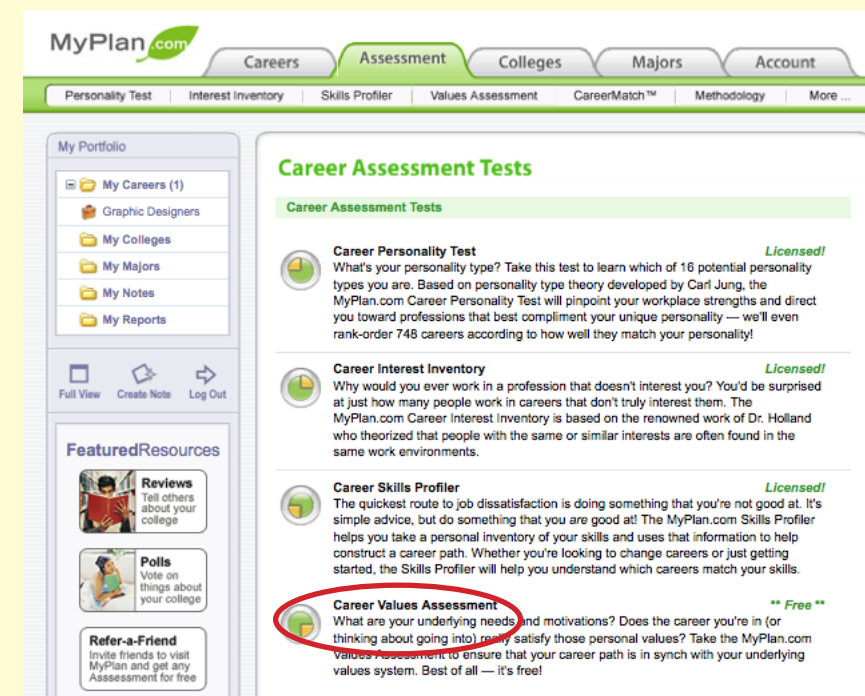 MyPlan.com
Careers
Assessment
Colleges
Majors
Account
Personality Test
Interest Inventory
Skills Profiler
Values Assessment
CareerMatch™
Methodology
More ...
My Portfolio
My Careers (1)
Graphic Designers
My Colleges
My Majors
My Notes
My Reports
Full View
Create Note
Log Out
FeaturedResources
Reviews
Tell others
about your
college
Polls
Vote on
things about
your college
Refer-a-Friend
Invite friends to visit
MyPlan and get any
Asssessment for free
Career Assessment Tests
Career Assessment Tests
Career Personality Test Licensed!
What's your personality type? Take this test to learn which of 16 potential personality
types you are. Based on personality type theory developed by Carl Jung, the
MyPlan.com Career Personality Test will pinpoint your workplace strengths and direct
you toward professions that best compliment your unique personality — we'll even
rank-order 748 careers according to how well they match your personality!
Career Interest Inventory Licensed!
Why would you ever work in a profession that doesn't interest you? You'd be surprised
at just how many people work in careers that don't truly interest them. The
MyPlan.com Career Interest Inventory is based on the renowned work of Dr. Holland
who theorized that people with the same or similar interests are often found in the
same work environments.
Career Skills Profiler Licensed!
The quickest route to job dissatisfaction is doing something that you're not good at. It's
simple advice, but do something that you are good at! The MyPlan.com Skills Profiler
helps you take a personal inventory of your skills and uses that information to help
construct a career path. Whether you're looking to change careers or just getting
started, the Skills Profiler will help you understand which careers match your skills.
Career Values Assessment ** Free **
What are your underlying needs and motivations? Does the career you're in (or
thinking about going into) really satisfy those personal values? Take the MyPlan.com
Values Assessment to ensure that your career path is in synch with your underlying
values system. Best of all — it's free!